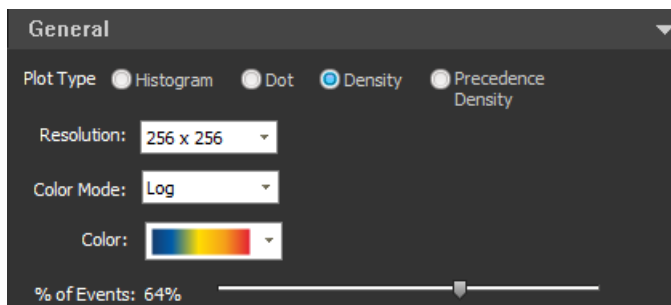 General
Plot Type Histogram Dot Density Precedence
Density
Resolution: 256 x 256
Color Mode: Log
Color:
% of Events: 64%